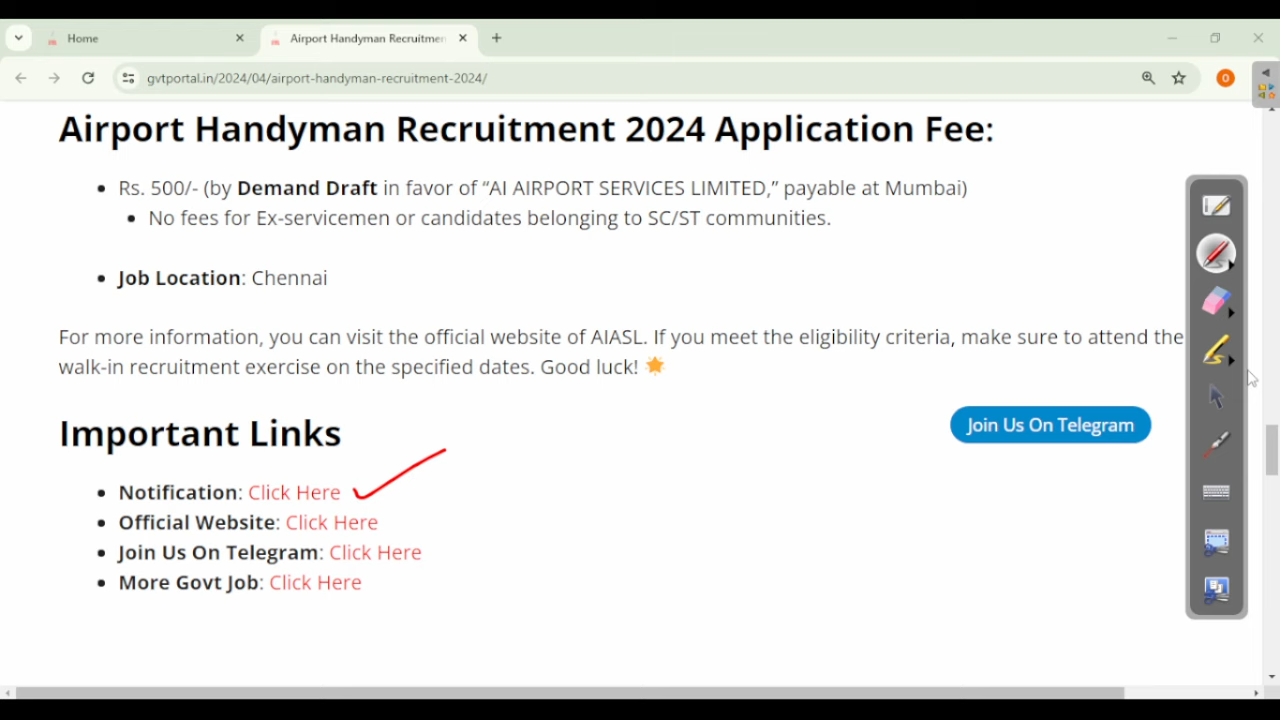 Home
Airport Handyman Recruitmen
gvtportal.in/2024/04/airport-handyman-recruitment-2024/
O
Airport Handyman Recruitment 2024 Application Fee:
Rs. 500/- (by Demand Draft in favor of “AI AIRPORT SERVICES LIMITED,” payable at Mumbai)
No fees for Ex-servicemen or candidates belonging to SC/ST communities.
Job Location: Chennai
For more information, you can visit the official website of AIASL. If you meet the eligibility criteria, make sure to attend the
walk-in recruitment exercise on the specified dates. Good luck! 🌟
Important Links
Join Us On Telegram
Notification: Click Here
Official Website: Click Here
Join Us On Telegram: Click Here
More Govt Job: Click Here